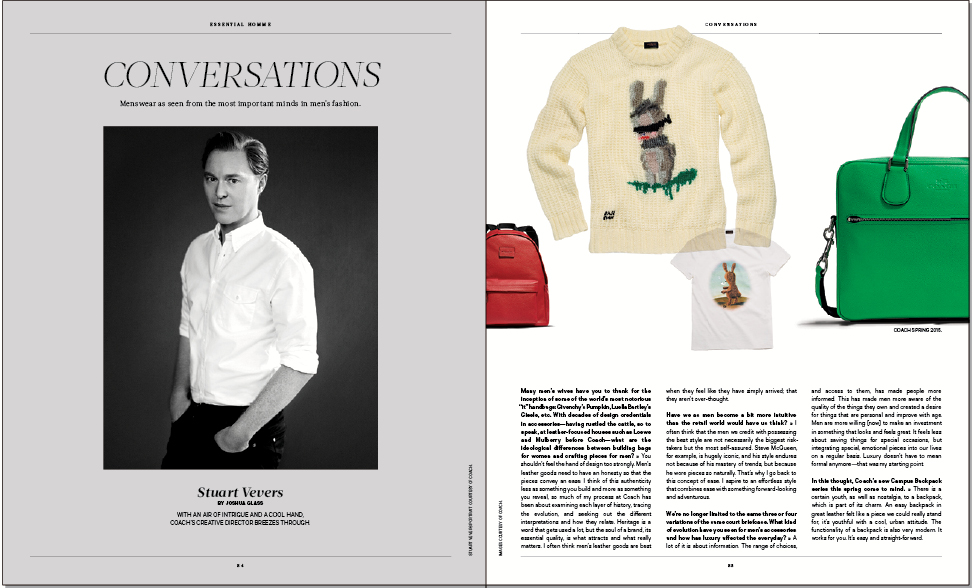 ESSENTIAL HOMME
CONVERSATIONS
Menswear as seen from the most important minds in men's fashion.
Stuart Vevers
BY JOSHUA GLASS
WITH AN AIR OF INTRIGUE AND A COOL HAND,
COACH'S CREATIVE DIRECTOR BREEZES THROUGH.
54
STUART VEVERS PORTRAIT COURTESY OF COACH.
CONVERSATIONS
COACH SPRING 2015.
IMAGES COURTESY OF COACH.
Many men's wives have you to thank for the
inception of some of the world's most notorious
"It" handbags: Givenchy's Pumpkin, Luella Bartley's
Gisele, etc. With decades of design credentials
in accessories—having rustled the cattle, so to
speak, at leather-focused houses such as Loewe
and Mulberry before Coach—what are the
ideological differences between building bags
for women and crafting pieces for men? » You
shouldn't feel the hand of design too strongly. Men's
leather goods need to have an honesty so that the
pieces convey an ease. I think of this authenticity
less as something you build and more as something
you reveal, so much of my process at Coach has
been about examining each layer of history, tracing
the evolution, and seeking out the different
interpretations and how they relate. Heritage is a
word that gets used a lot, but the soul of a brand, its
essential quality, is what attracts and what really
matters. I often think men's leather goods are best
when they feel like they have simply arrived; that
they aren't over-thought.
Have we as men become a bit more intuitive
than the retail world would have us think? » I
often think that the men we credit with possessing
the best style are not necessarily the biggest risk-
takers but the most self-assured. Steve McQueen,
for example, is hugely iconic, and his style endures
not because of his mastery of trends, but because
he wore pieces so naturally. That's why I go back to
this concept of ease. I aspire to an effortless style
that combines ease with something forward-looking
and adventurous.
We're no longer limited to the same three or four
variations of the same court briefcase. What kind
of evolution have you seen for men's accessories
and how has luxury affected the everyday? » A
lot of it is about information. The range of choices,
and access to them, has made people more
informed. This has made men more aware of the
quality of the things they own and created a desire
for things that are personal and improve with age.
Men are more willing [now] to make an investment
in something that looks and feels great. It feels less
about saving things for special occasions, but
integrating special, emotional pieces into our lives
on a regular basis. Luxury doesn't have to mean
formal anymore—that was my starting point.
In this thought, Coach's new Campus Backpack
series this spring come to mind. » There is a
certain youth, as well as nostalgia, to a backpack,
which is part of its charm. An easy backpack in
great leather felt like a piece we could really stand
for, it's youthful with a cool, urban attitude. The
functionality of a backpack is also very modern. It
works for you. It's easy and straight-forward.